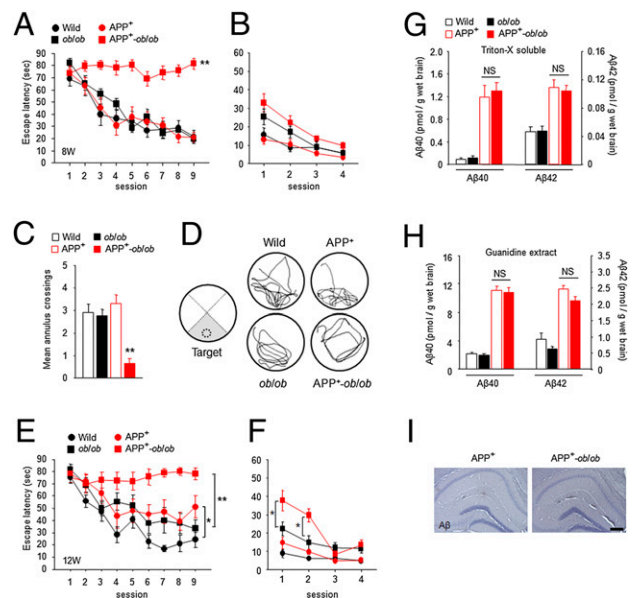 A
Wild
APP+
ob/ob
APP+-ob/ob
Escape latency (sec)
90
80
70
60
50
40
30
20
10
0
**
8W
1 2 3 4 5 6 7 8 9
session
B
60
50
40
30
20
10
0
1 2 3 4
session
C
Wild
ob/ob
APP+
APP+-ob/ob
Mean annulus crossings
5
4
3
2
1
0
**
D
Wild
APP+
Target
ob/ob
APP+-ob/ob
E
Wild
APP+
ob/ob
APP+-ob/ob
Escape latency (sec)
90
80
70
60
50
40
30
20
10
0
**
*
12W
1 2 3 4 5 6 7 8 9
session
F
60
50
40
30
20
10
0
*
*
1 2 3 4
session
G
Wild
ob/ob
APP+
APP+-ob/ob
Triton-X soluble
Aβ40 (pmol / g wet brain)
1.6
1.2
0.8
0.4
0.0
NS
NS
0.16
0.12
0.08
0.04
0
Aβ42 (pmol / g wet brain)
Aβ40
Aβ42
H
Guanidine extract
Aβ40 (pmol / g wet brain)
16
12
8
4
0
NS
NS
3.5
3.0
2.5
2.0
1.5
1.0
0.5
0.0
Aβ42 (pmol / g wet brain)
Aβ40
Aβ42
I
APP+
APP+-ob/ob
Aβ